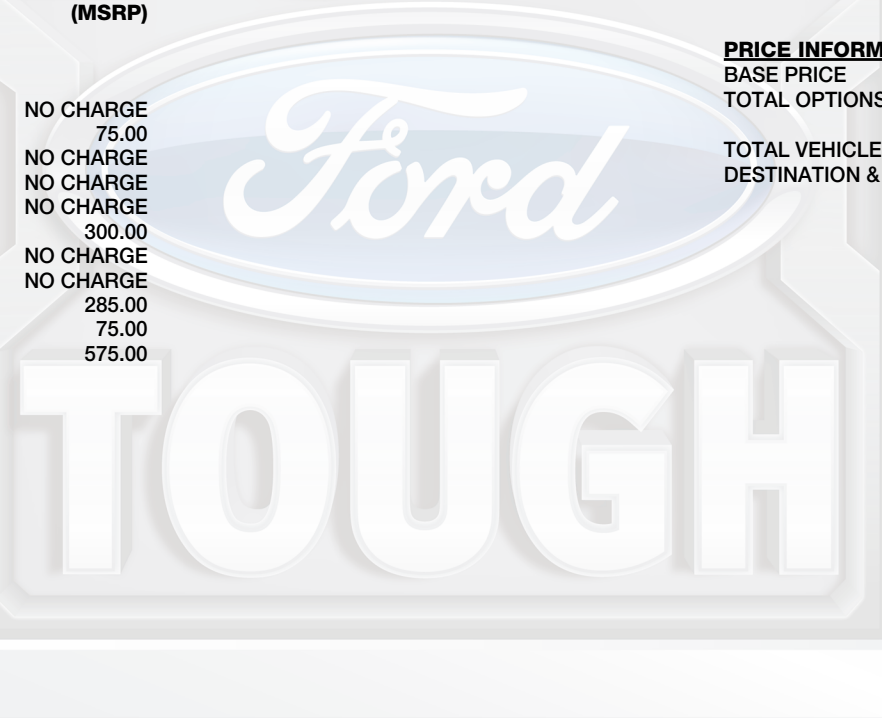 (MSRP)
NO CHARGE
75.00
NO CHARGE
NO CHARGE
NO CHARGE
300.00
NO CHARGE
NO CHARGE
285.00
75.00
575.00
PRICE INFORM
BASE PRICE
TOTAL OPTIONS
TOTAL VEHICLE
DESTINATION &
Ford
TOUGH